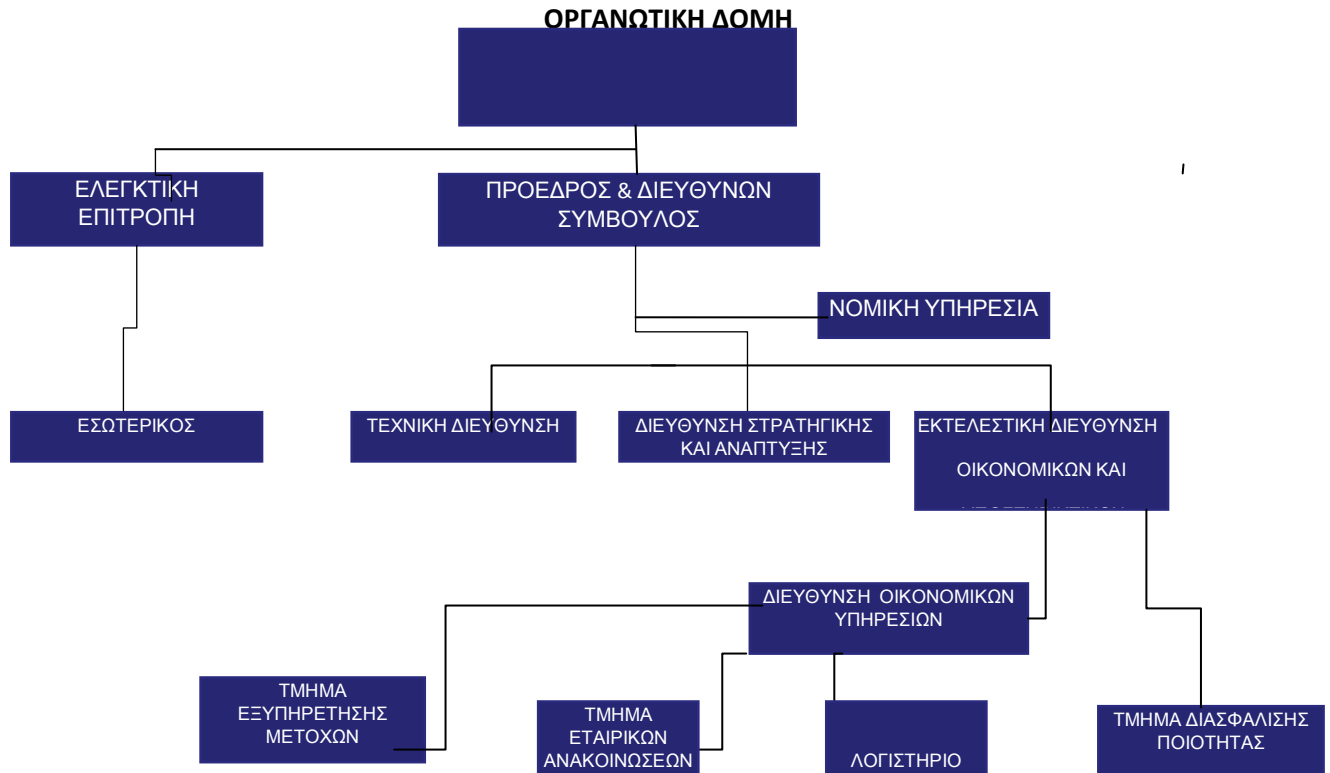 ΟΡΓΑΝΩΤΙΚΗ ΔΟΜΗ
ΕΛΕΓΚΤΙΚΗ
ΕΠΙΤΡΟΠΗ
ΠΡΟΕΔΡΟΣ & ΔΙΕΥΘΥΝΩΝ
ΣΥΜΒΟΥΛΟΣ
ΝΟΜΙΚΗ ΥΠΗΡΕΣΙΑ
ΕΣΩΤΕΡΙΚΟΣ
ΤΕΧΝΙΚΗ ΔΙΕΥΘΥΝΣΗ
ΔΙΕΥΘΥΝΣΗ ΣΤΡΑΤΗΓΙΚΗΣ
ΚΑΙ ΑΝΑΠΤΥΞΗΣ
ΕΚΤΕΛΕΣΤΙΚΗ ΔΙΕΥΘΥΝΣΗ
ΟΙΚΟΝΟΜΙΚΩΝ ΚΑΙ
ΔΙΕΥΘΥΝΣΗ ΟΙΚΟΝΟΜΙΚΩΝ
ΥΠΗΡΕΣΙΩΝ
ΤΜΗΜΑ
ΕΞΥΠΗΡΕΤΗΣΗΣ
ΜΕΤΟΧΩΝ
ΤΜΗΜΑ
ΕΤΑΙΡΙΚΩΝ
ΑΝΑΚΟΙΝΩΣΕΩΝ
ΛΟΓΙΣΤΗΡΙΟ
ΤΜΗΜΑ ΔΙΑΣΦΑΛΙΣΗΣ
ΠΟΙΟΤΗΤΑΣ